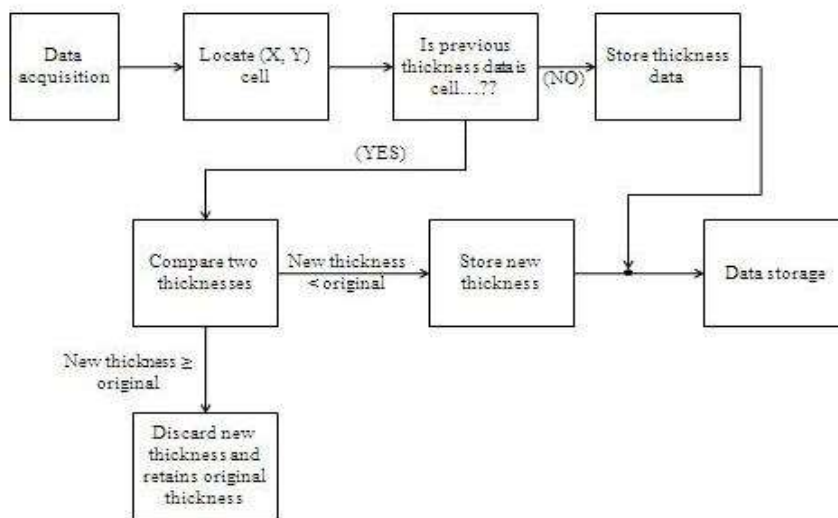 Data
acquisition
Locate (X, Y)
cell
Is previous
thickness data is
cell…??
(NO)
Store thickness
data
(YES)
Compare two
thicknesses
New thickness
< original
Store new
thickness
Data storage
New thickness ≥
original
Discard new
thickness and
retains original
thickness